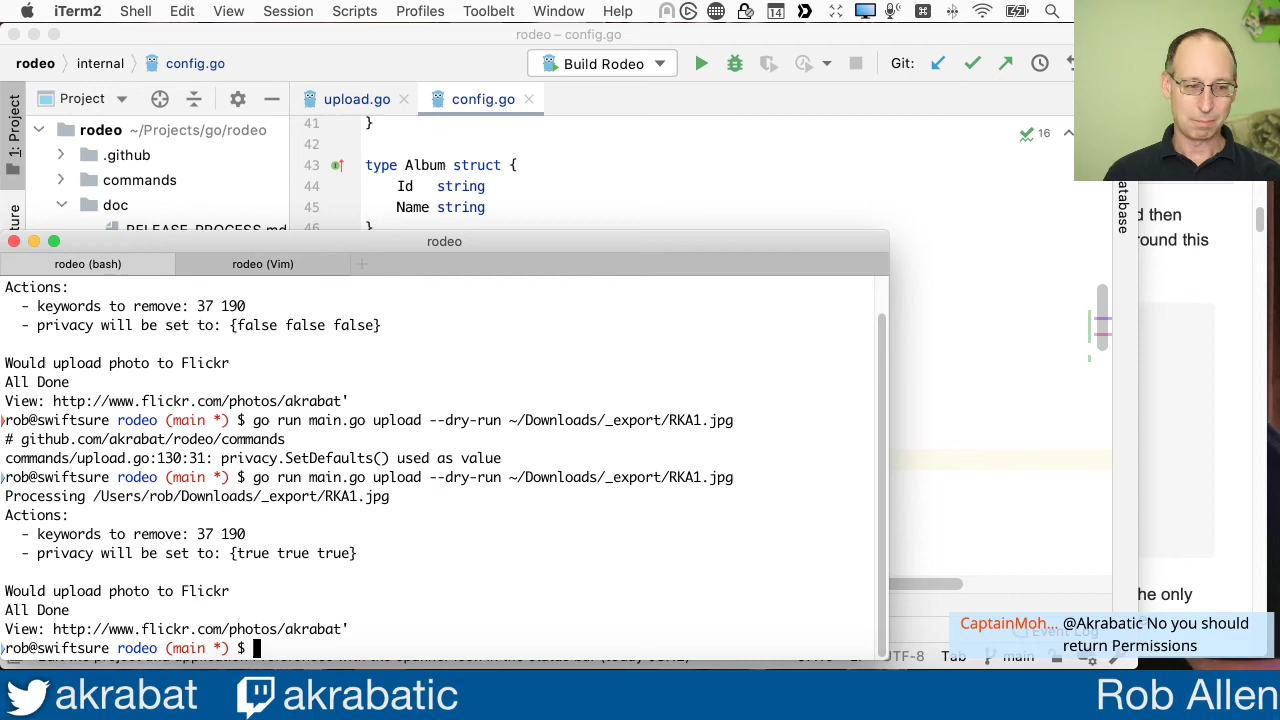 iTerm2 Shell Edit View Session Scripts Profiles Toolbelt Window Help 14
rodeo – config.go
rodeo internal config.go Build Rodeo Git:
1: Project Project upload.go config.go
rodeo ~/Projects/go/rodeo
.github
commands
doc
RELEASE_PROCESS.md
41 }
42
43 type Album struct {
44 Id string
45 Name string
46 }
16
Database
d then
round this
rodeo
rodeo (bash) rodeo (Vim)
Actions:
- keywords to remove: 37 190
- privacy will be set to: {false false false}
Would upload photo to Flickr
All Done
View: http://www.flickr.com/photos/akrabat'
rob@swiftsure rodeo (main *) $ go run main.go upload --dry-run ~/Downloads/_export/RKA1.jpg
# github.com/akrabat/rodeo/commands
commands/upload.go:130:31: privacy.SetDefaults() used as value
rob@swiftsure rodeo (main *) $ go run main.go upload --dry-run ~/Downloads/_export/RKA1.jpg
Processing /Users/rob/Downloads/_export/RKA1.jpg
Actions:
- keywords to remove: 37 190
- privacy will be set to: {true true true}
Would upload photo to Flickr
All Done
View: http://www.flickr.com/photos/akrabat'
rob@swiftsure rodeo (main *) $
he only
CaptainMoh... @Akrabatic No you should
return Permissions
Event Log
UTF-8 Tab main
akrabat akrabatic Rob Allen